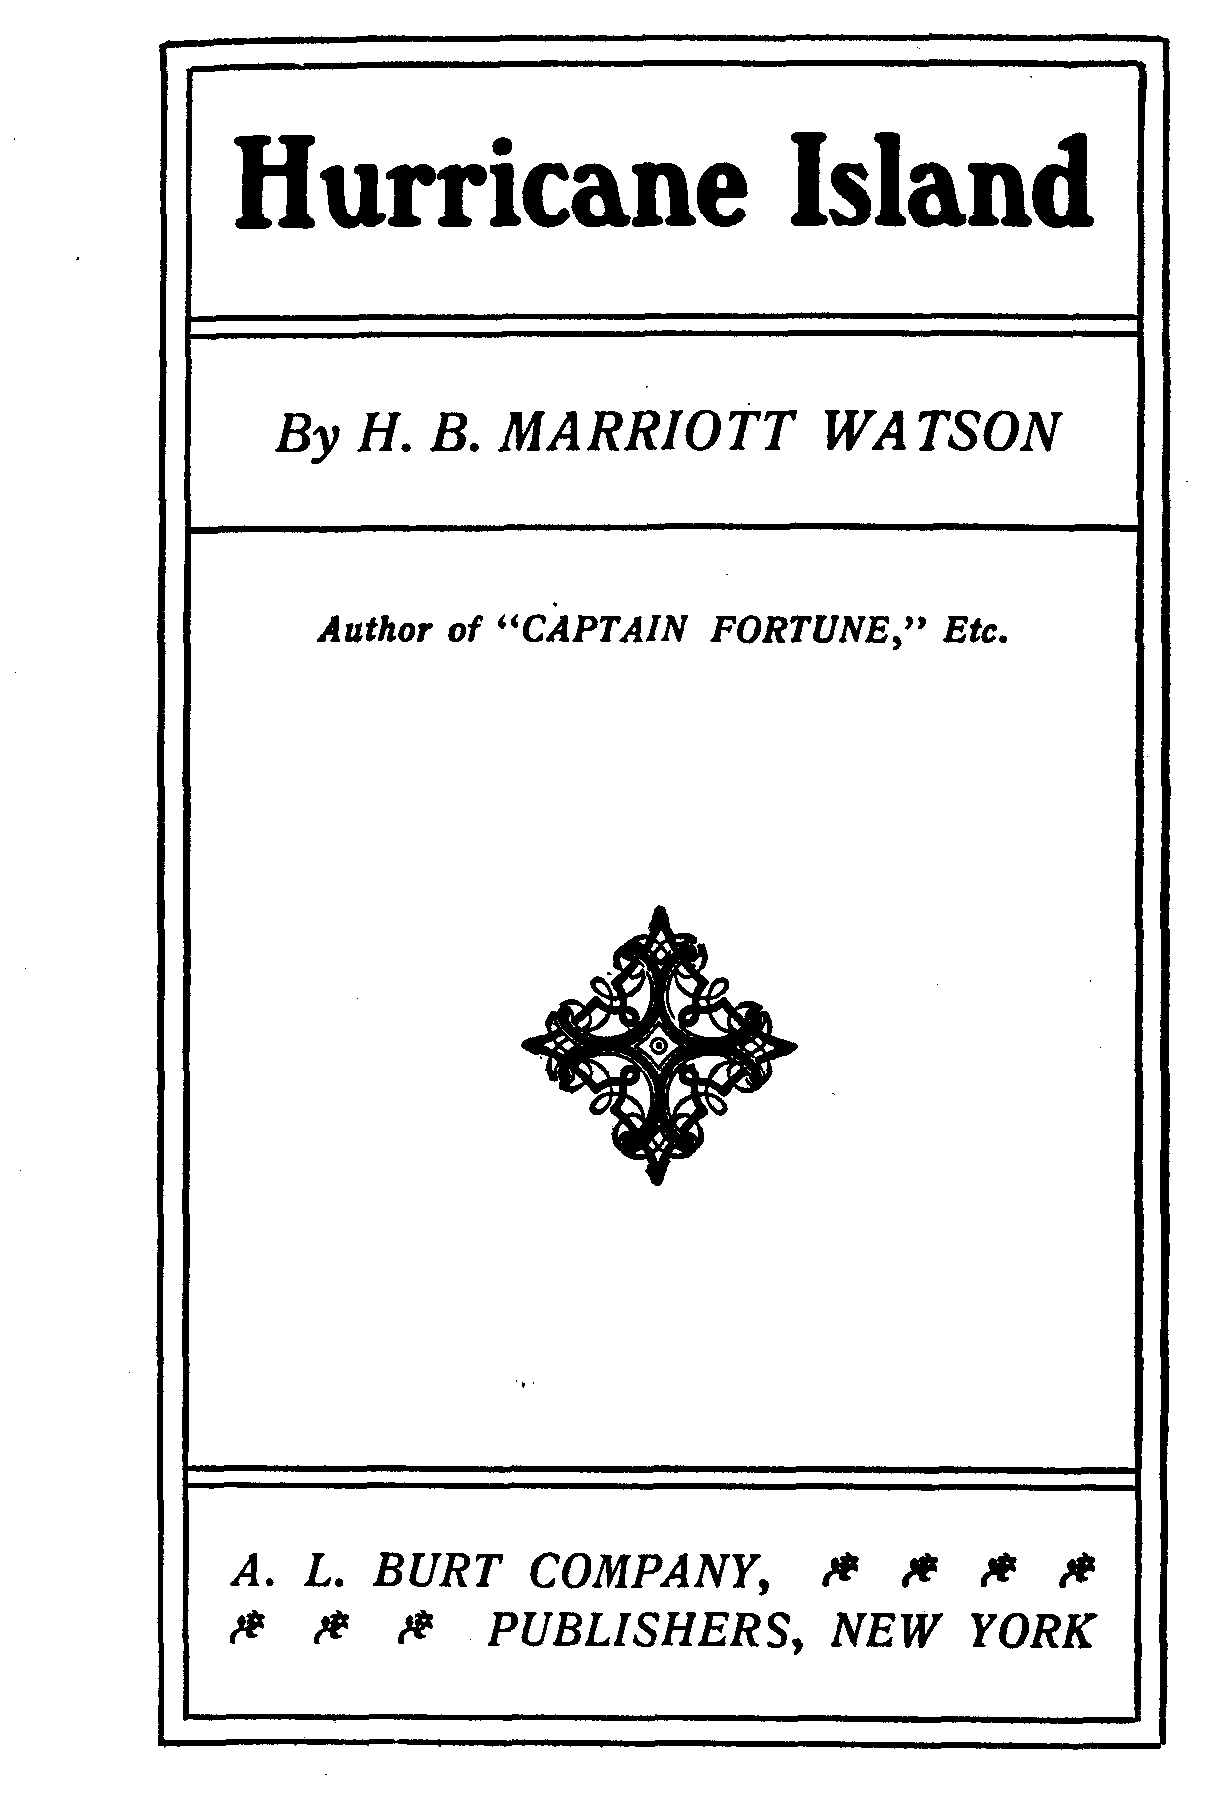 Hurricane Island
By H. B. MARRIOTT WATSON
Author of “CAPTAIN FORTUNE,” Etc.
A. L. BURT COMPANY,
PUBLISHERS, NEW YORK